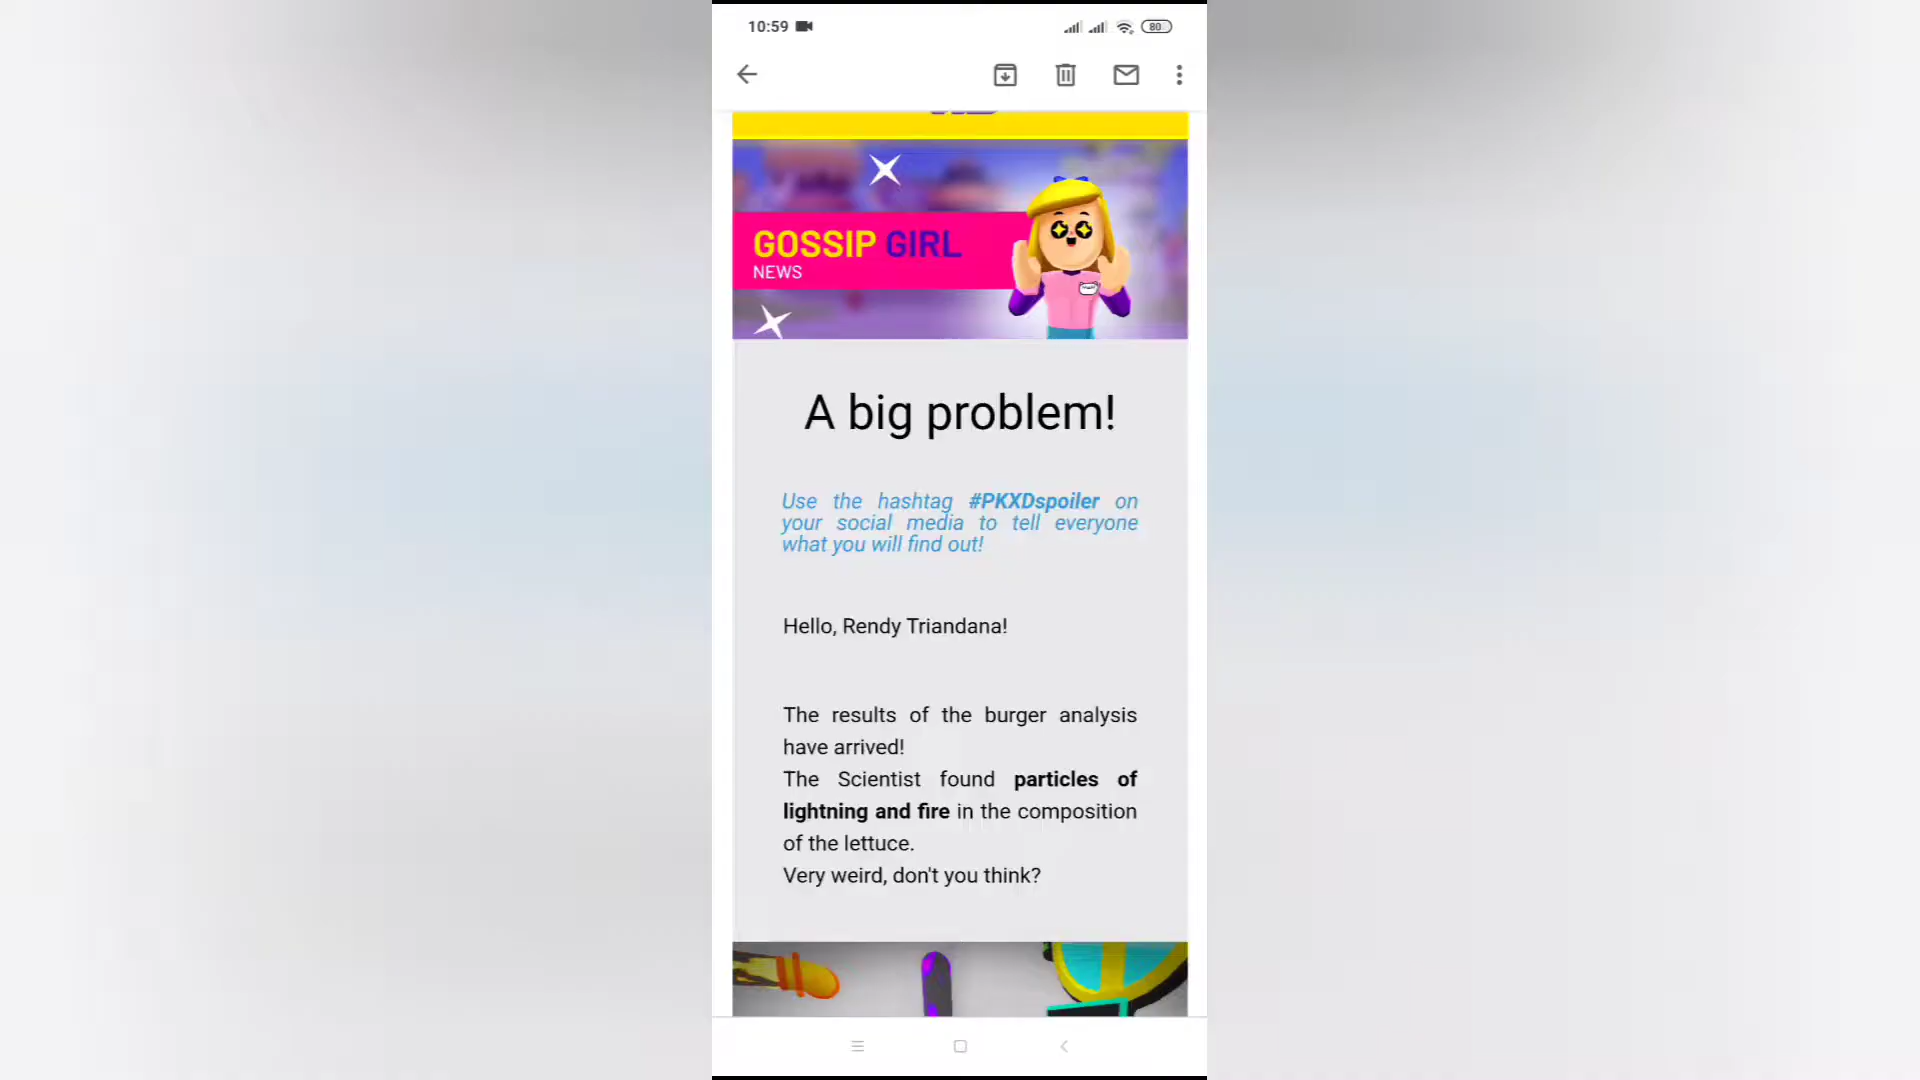 10:59
80
GOSSIP GIRL
NEWS
A big problem!
Use the hashtag #PKXDspoiler on
your social media to tell everyone
what you will find out!
Hello, Rendy Triandana!
The results of the burger analysis
have arrived!
The Scientist found particles of
lightning and fire in the composition
of the lettuce.
Very weird, don't you think?